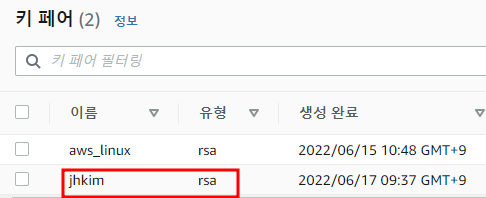 키 페어 (2) 정보
키 페어 필터링
이름 유형 생성 완료
aws_linux rsa 2022/06/15 10:48 GMT+9
jhkim rsa 2022/06/17 09:37 GMT+9